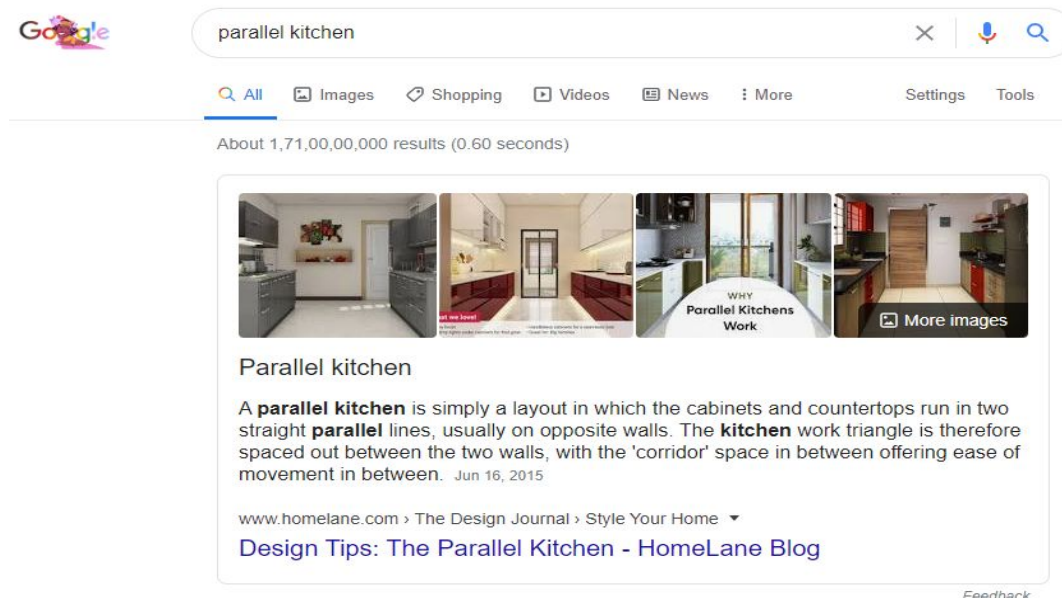 Google
parallel kitchen
All Images Shopping Videos News More Settings Tools
About 1,71,00,00,000 results (0.60 seconds)
WHY
Parallel Kitchens
Work
More images
Parallel kitchen
A parallel kitchen is simply a layout in which the cabinets and countertops run in two
straight parallel lines, usually on opposite walls. The kitchen work triangle is therefore
spaced out between the two walls, with the 'corridor' space in between offering ease of
movement in between. Jun 16, 2015
www.homelane.com › The Design Journal › Style Your Home
Design Tips: The Parallel Kitchen - HomeLane Blog
Feedback